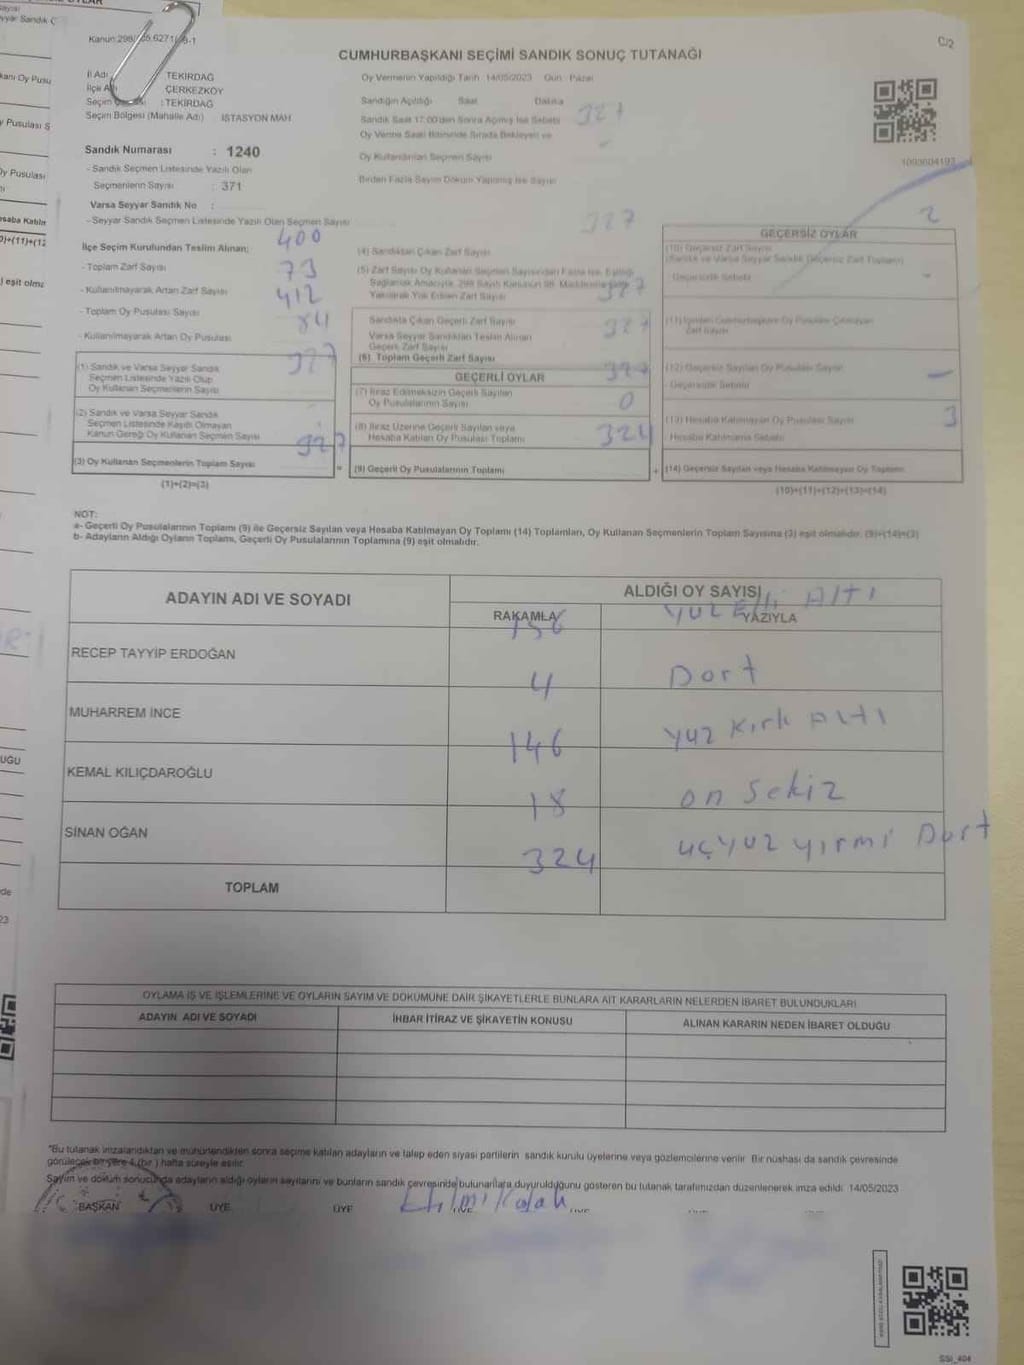 Kanun:298/
CUMHURBAŞKANI SEÇİMİ SANDIK SONUÇ TUTANAĞI
C/2
İl Adı : TEKİRDAĞ
İlçe Adı : ÇERKEZKÖY
Seçim : TEKİRDAĞ
Seçim Bölgesi (Mahalle Adı) İSTASYON MAH.
Sandık Numarası : 1240
- Sandık Seçmen Listesinde Yazılı Olan
Seçmenlerin Sayısı : 371
Varsa Seyyar Sandık No :
- Seyyar Sandık Seçmen Listesinde Yazılı Olan Seçmen Sayısı
İlçe Seçim Kurulundan Teslim Alınan;
400
- Toplam Zarf Sayısı
73
- Kullanılmayarak Artan Zarf Sayısı
412
- Toplam Oy Pusulası Sayısı
84
- Kullanılmayarak Artan Oy Pusulası
327
(1) Sandık ve Varsa Seyyar Sandık
Seçmen Listesinde Yazılı Olup
Oy Kullanan Seçmenlerin Sayısı
(2) Sandık ve Varsa Seyyar Sandık
Seçmen Listesinde Kayıtlı Olmayan
Kanun Gereği Oy Kullanan Seçmen Sayısı
327
(3) Oy Kullanan Seçmenlerin Toplam Sayısı
(1)+(2)=(3)
Oy Vermenin Yapıldığı Tarih 14/05/2023 Gün : Pazar
Sandığın Açıldığı Saat Dakika
327
Sandık Saat 17:00'den Sonra Açılmış İse Sebebi
Oy Verme Saati Bitiminde Sırada Bekleyen ve
Oy Kullandırılan Seçmen Sayısı
Birden Fazla Sayım Döküm Yapılmış İse Sayısı
327
(4) Sandıktan Çıkan Zarf Sayısı
(5) Zarf Sayısı Oy Kullanan Seçmen Sayısından Fazla İse, Eşitliği
Sağlamak Amacıyla, 298 Sayılı Kanunun 98. Maddesine göre
Yakılarak Yok Edilen Zarf Sayısı
327
Sandıkta Çıkan Geçerli Zarf Sayısı
Varsa Seyyar Sandıktan Teslim Alınan
Geçerli Zarf Sayısı
327
(6) Toplam Geçerli Zarf Sayısı
GEÇERLİ OYLAR
(7) İtiraz Edilmeksizin Geçerli Sayılan
Oy Pusulalarının Sayısı
0
(8) İtiraz Üzerine Geçerli Sayılan veya
Hesaba Katılan Oy Pusulası Toplamı
324
(9) Geçerli Oy Pusulalarının Toplamı
2
GEÇERSİZ OYLAR
(10) Geçersiz Zarf Sayısı
(Sandık ve Varsa Seyyar Sandık Geçersiz Zarf Toplamı)
- Geçersizlik Sebebi
Zarf Sayısı
(12) Geçersiz Sayılan Oy Pusulası Sayısı
- Geçersizlik Sebebi
(13) Hesaba Katılmayan Oy Pusulası Sayısı
3
- Hesaba Katılmama Sebebi
(14) Geçersiz Sayılan veya Hesaba Katılmayan Oy Toplamı
(10)+(11)+(12)+(13)=(14)
NOT:
a- Geçerli Oy Pusulalarının Toplamı (9) ile Geçersiz Sayılan veya Hesaba Katılmayan Oy Toplamı (14) Toplamları, Oy Kullanan Seçmenlerin Toplam Sayısına (3) eşit olmalıdır. (9)+(14)=(3)
b- Adayların Aldığı Oyların Toplamı, Geçerli Oy Pusulalarının Toplamına (9) eşit olmalıdır.
ADAYIN ADI VE SOYADI
ALDIĞI OY SAYISI
RAKAMLA YAZIYLA
156 yuz Elli Altı
RECEP TAYYİP ERDOĞAN
4 Dort
MUHARREM İNCE
146 yuz kırk Altı
KEMAL KILIÇDAROĞLU
18 on sekiz
SİNAN OĞAN
324 uçyuz yirmi Dort
TOPLAM
OYLAMA İŞ VE İŞLEMLERİNE VE OYLARIN SAYIM VE DÖKÜMÜNE DAİR ŞİKAYETLERLE BUNLARA AİT KARARLARIN NELERDEN İBARET BULUNDUKLARI
ADAYIN ADI VE SOYADI
İHBAR İTİRAZ VE ŞİKAYETİN KONUSU
ALINAN KARARIN NEDEN İBARET OLDUĞU
*Bu tutanak imzalandıktan ve mühürlendikten sonra seçime katılan adayların ve talep eden siyasi partilerin sandık kurulu üyelerine veya gözlemcilerine verilir. Bir nüshası da sandık çevresinde
görülecek bir yere 1 (bir) hafta süreyle asılır.
Sayım ve döküm sonucunda adayların aldığı oyların sayılarını ve bunların sandık çevresinde bulunanlara duyurulduğunu gösteren bu tutanak tarafımızdan düzenlenerek imza edildi. 14/05/2023
BAŞKAN ÜYE ÜYE